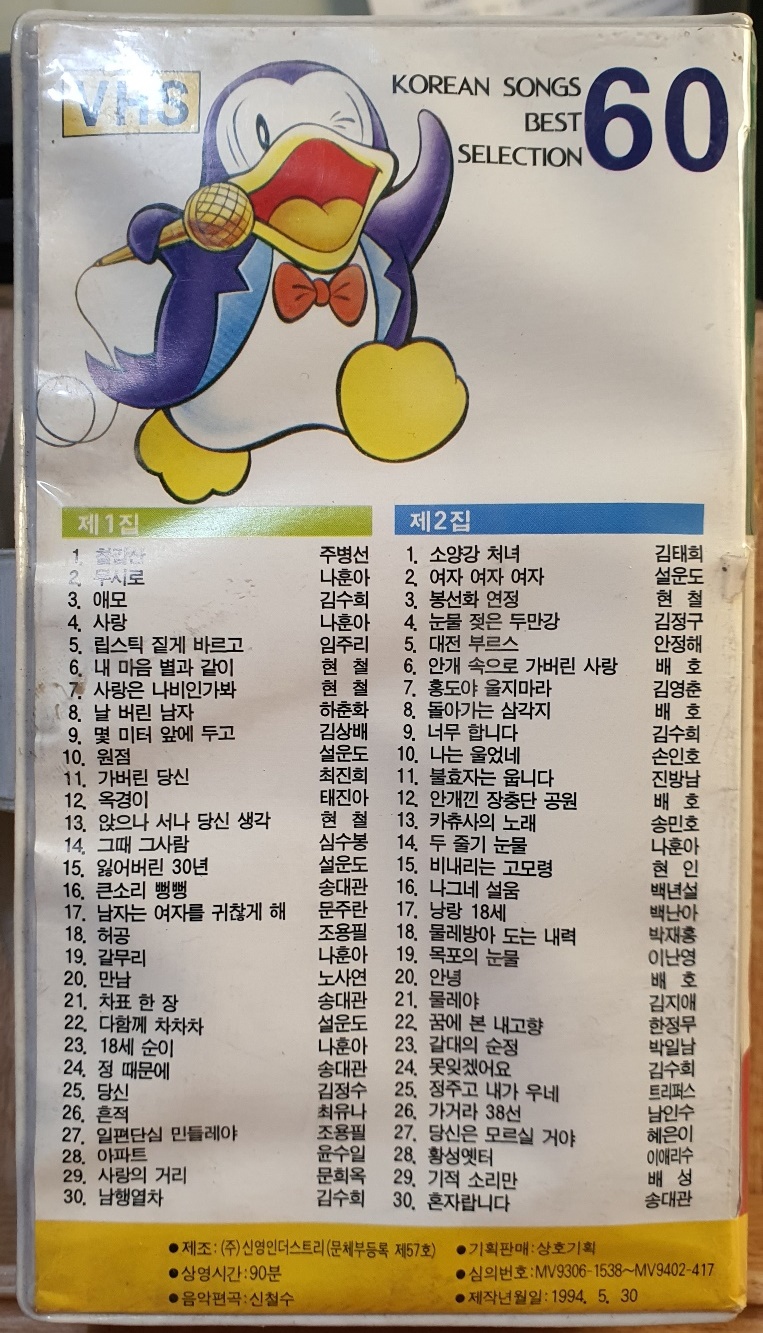 VHS
KOREAN SONGS
BEST
SELECTION
60
제1집
1. 칠갑산 주병선
2. 무시로 나훈아
3. 애모 김수희
4. 사랑 나훈아
5. 립스틱 짙게 바르고 임주리
6. 내 마음 별과 같이 현 철
7. 사랑은 나비인가봐 현 철
8. 날 버린 남자 하춘화
9. 몇 미터 앞에 두고 김상배
10. 원점 설운도
11. 가버린 당신 최진희
12. 옥경이 태진아
13. 앉으나 서나 당신 생각 현 철
14. 그때 그사람 심수봉
15. 잃어버린 30년 설운도
16. 큰소리 뻥뻥 송대관
17. 남자는 여자를 귀찮게 해 문주란
18. 허공 조용필
19. 갈무리 나훈아
20. 만남 노사연
21. 차표 한 장 송대관
22. 다함께 차차차 설운도
23. 18세 순이 나훈아
24. 정 때문에 송대관
25. 당신 김정수
26. 흔적 최유나
27. 일편단심 민들레야 조용필
28. 아파트 윤수일
29. 사랑의 거리 문희옥
30. 남행열차 김수희
제2집
1. 소양강 처녀 김태희
2. 여자 여자 여자 설운도
3. 봉선화 연정 현 철
4. 눈물 젖은 두만강 김정구
5. 대전 부르스 안정해
6. 안개 속으로 가버린 사랑 배 호
7. 홍도야 울지마라 김영춘
8. 돌아가는 삼각지 배 호
9. 너무 합니다 김수희
10. 나는 울었네 손인호
11. 불효자는 웁니다 진방남
12. 안개낀 장충단 공원 배 호
13. 카츄사의 노래 송민호
14. 두 줄기 눈물 나훈아
15. 비내리는 고모령 현 인
16. 나그네 설움 백년설
17. 낭랑 18세 백난아
18. 물레방아 도는 내력 박재홍
19. 목포의 눈물 이난영
20. 안녕 배 호
21. 물레야 김지애
22. 꿈에 본 내고향 한정무
23. 갈대의 순정 박일남
24. 못잊겠어요 김수희
25. 정주고 내가 우네 트리퍼스
26. 가거라 38선 남인수
27. 당신은 모르실 거야 혜은이
28. 황성옛터 이애리수
29. 기적 소리만 배 성
30. 혼자랍니다 송대관
●제조:(주)신영인더스트리(문체부등록 제57호)
●상영시간:90분
●음악편곡:신철수
●기획판매:상호기획
●심의번호:MV9306-1538~MV9402-417
●제작년월일:1994. 5. 30